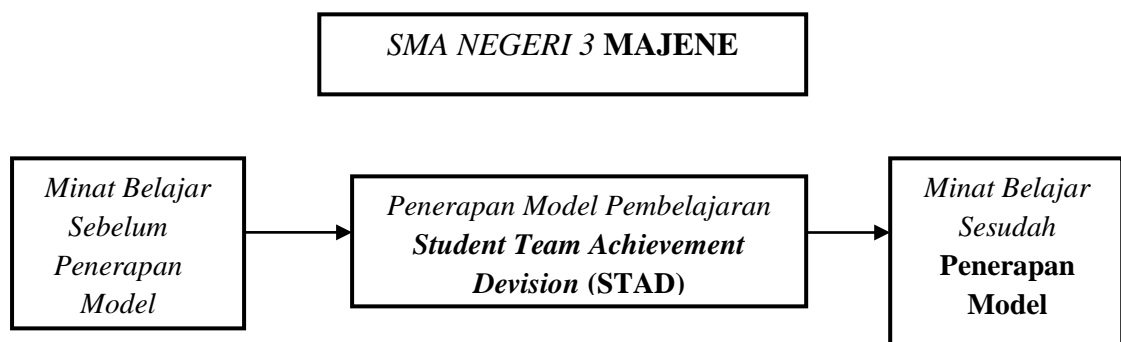 SMA NEGERI 3 MAJENE
Minat Belajar
Sebelum
Penerapan
Model
Penerapan Model Pembelajaran
Student Team Achievement
Devision (STAD)
Minat Belajar
Sesudah
Penerapan
Model